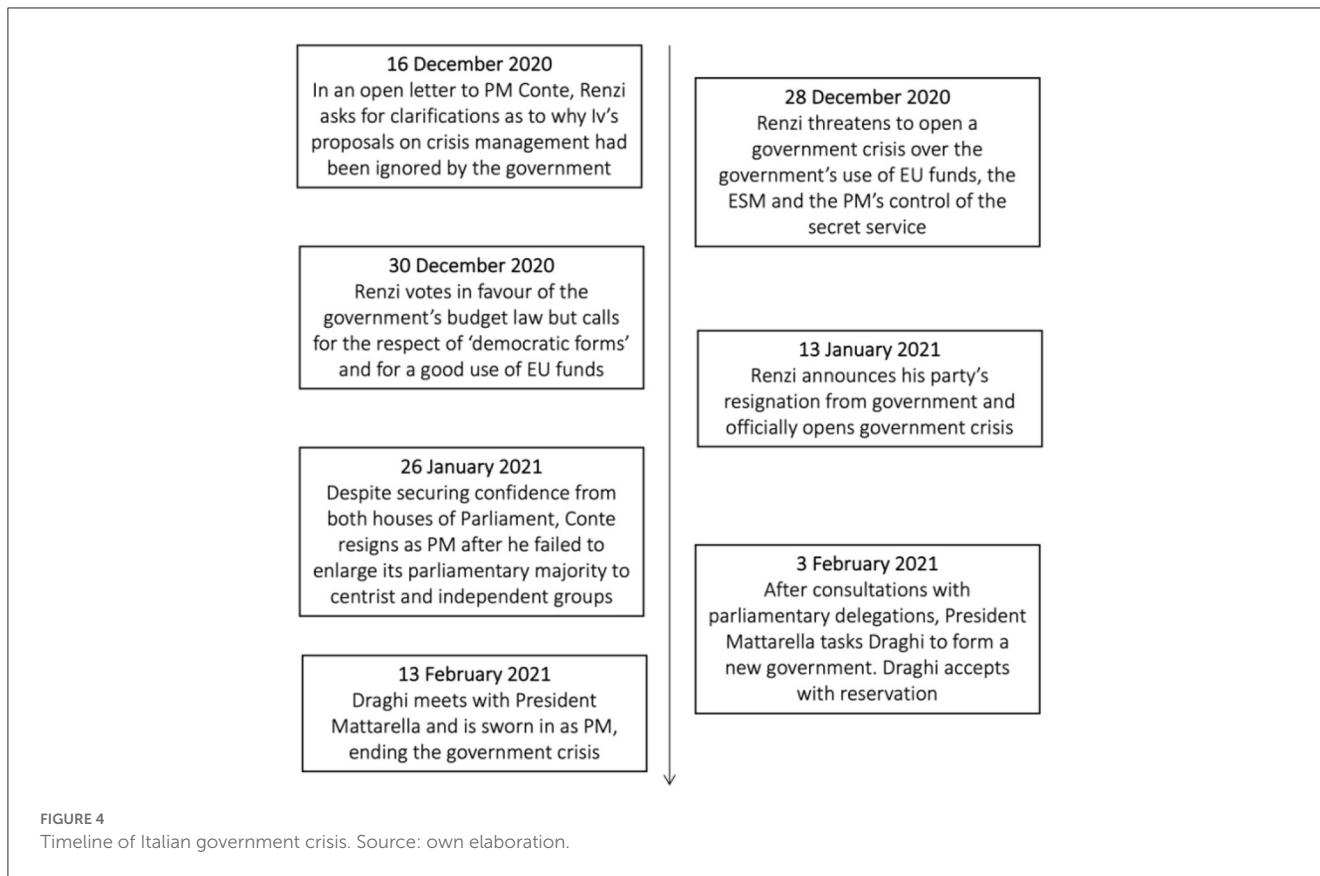 16 December 2020
In an open letter to PM Conte, Renzi
asks for clarifications as to why Iv's
proposals on crisis management had
been ignored by the government
28 December 2020
Renzi threatens to open a
government crisis over the
government's use of EU funds, the
ESM and the PM's control of the
secret service
30 December 2020
Renzi votes in favour of the
government's budget law but calls
for the respect of 'democratic forms'
and for a good use of EU funds
13 January 2021
Renzi announces his party's
resignation from government and
officially opens government crisis
26 January 2021
Despite securing confidence from
both houses of Parliament, Conte
resigns as PM after he failed to
enlarge its parliamentary majority to
centrist and independent groups
3 February 2021
After consultations with
parliamentary delegations, President
Mattarella tasks Draghi to form a
new government. Draghi accepts
with reservation
13 February 2021
Draghi meets with President
Mattarella and is sworn in as PM,
ending the government crisis
FIGURE 4
Timeline of Italian government crisis. Source: own elaboration.